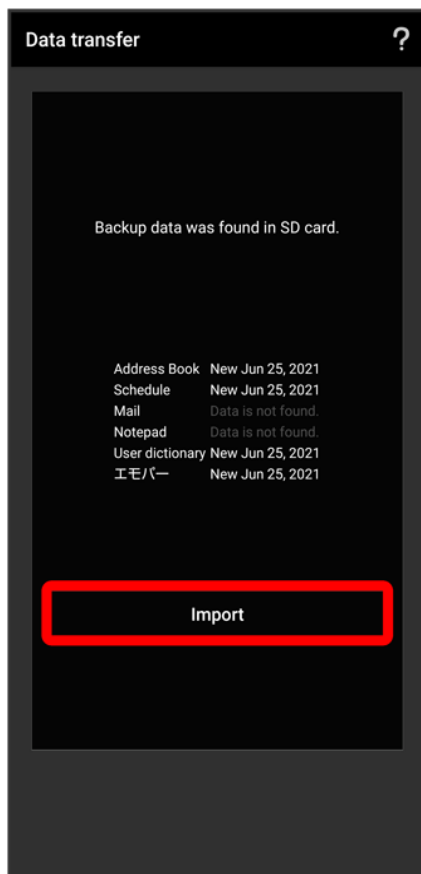 Data transfer ?
Backup data was found in SD card.
Address Book New Jun 25, 2021
Schedule New Jun 25, 2021
Mail Data is not found.
Notepad Data is not found.
User dictionary New Jun 25, 2021
エモパー New Jun 25, 2021
Import